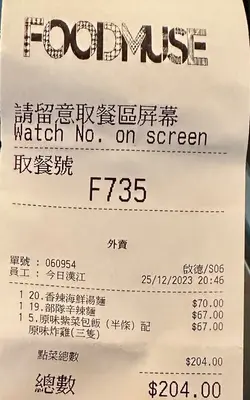 FOODMUSE
請留意取餐區屏幕
Watch No. on screen
取餐號
F735
外賣
單號 : 060954 啟德/S06
員工 : 今日漢江 25/12/2023 20:46
1 20.香辣海鮮湯麵 $70.00
1 19.部隊辛辣麵 $67.00
1 5.原味紫菜包飯 (半條) 配 $67.00
原味炸雞(三隻)
點菜總數 $204.00
總數 $204.00